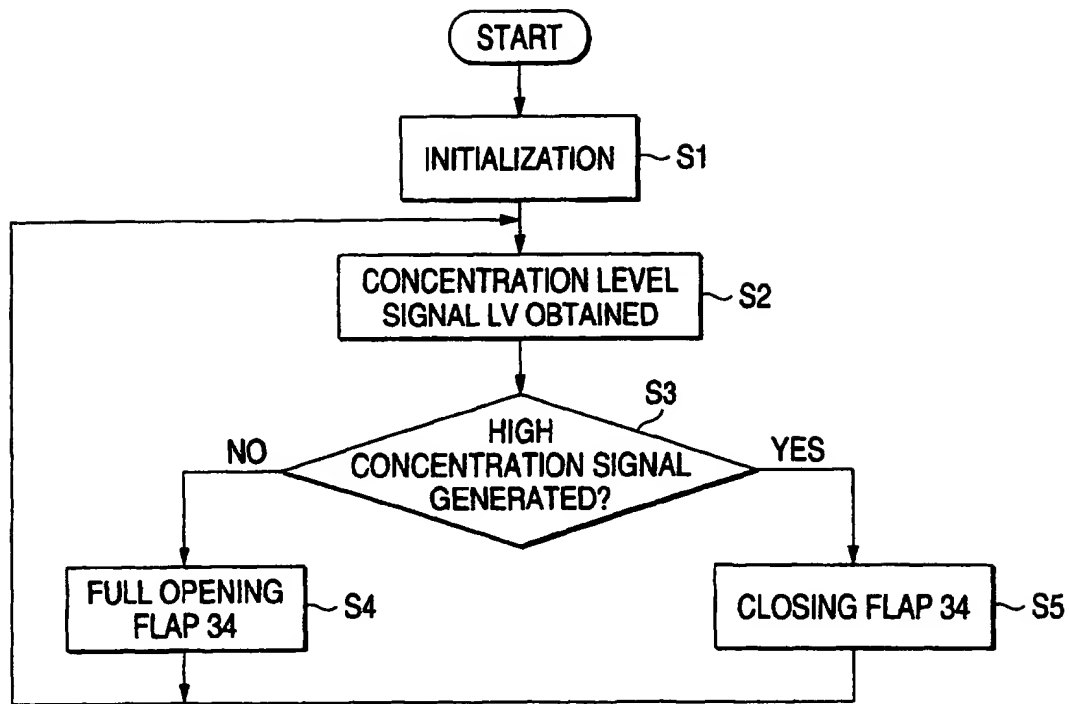 START
INITIALIZATION
S1
CONCENTRATION LEVEL
SIGNAL LV OBTAINED
S2
S3
HIGH
CONCENTRATION SIGNAL
GENERATED?
NO
YES
FULL OPENING
FLAP 34
S4
CLOSING FLAP 34
S5